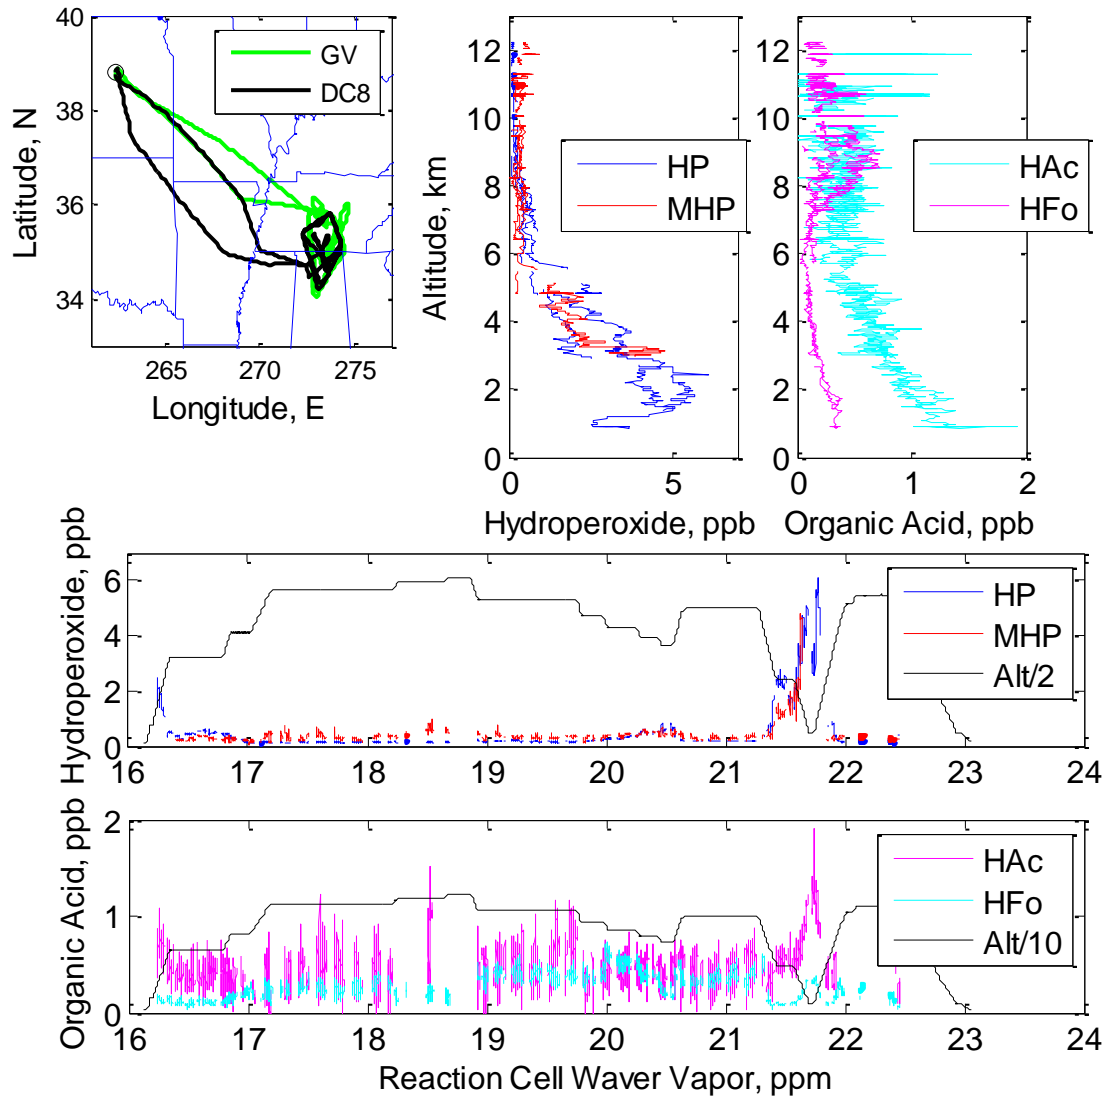 40
38
36
34
Latitude, N
265
270
275
Longitude, E
GV
DC8
12
10
8
6
4
2
0
Altitude, km
0
5
Hydroperoxide, ppb
HP
MHP
12
10
8
6
4
2
0
0
1
2
Organic Acid, ppb
HAc
HFo
6
4
2
0
Hydroperoxide, ppb
HP
MHP
Alt/2
16
17
18
19
20
21
22
23
24
2
1
0
Organic Acid, ppb
HAc
HFo
Alt/10
16
17
18
19
20
21
22
23
24
Reaction Cell Waver Vapor, ppm